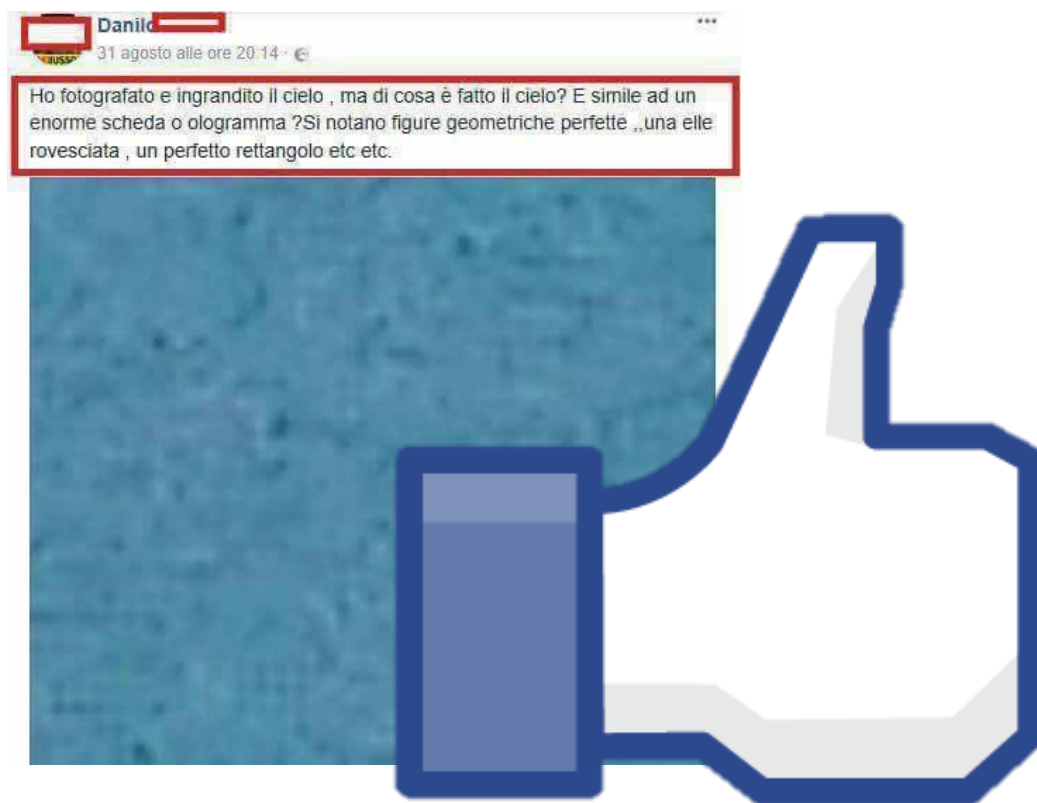 Danilo
31 agosto alle ore 20:14 ·
Ho fotografato e ingrandito il cielo , ma di cosa è fatto il cielo? E simile ad un
enorme scheda o ologramma ?Si notano figure geometriche perfette ,,una elle
rovesciata , un perfetto rettangolo etc etc.